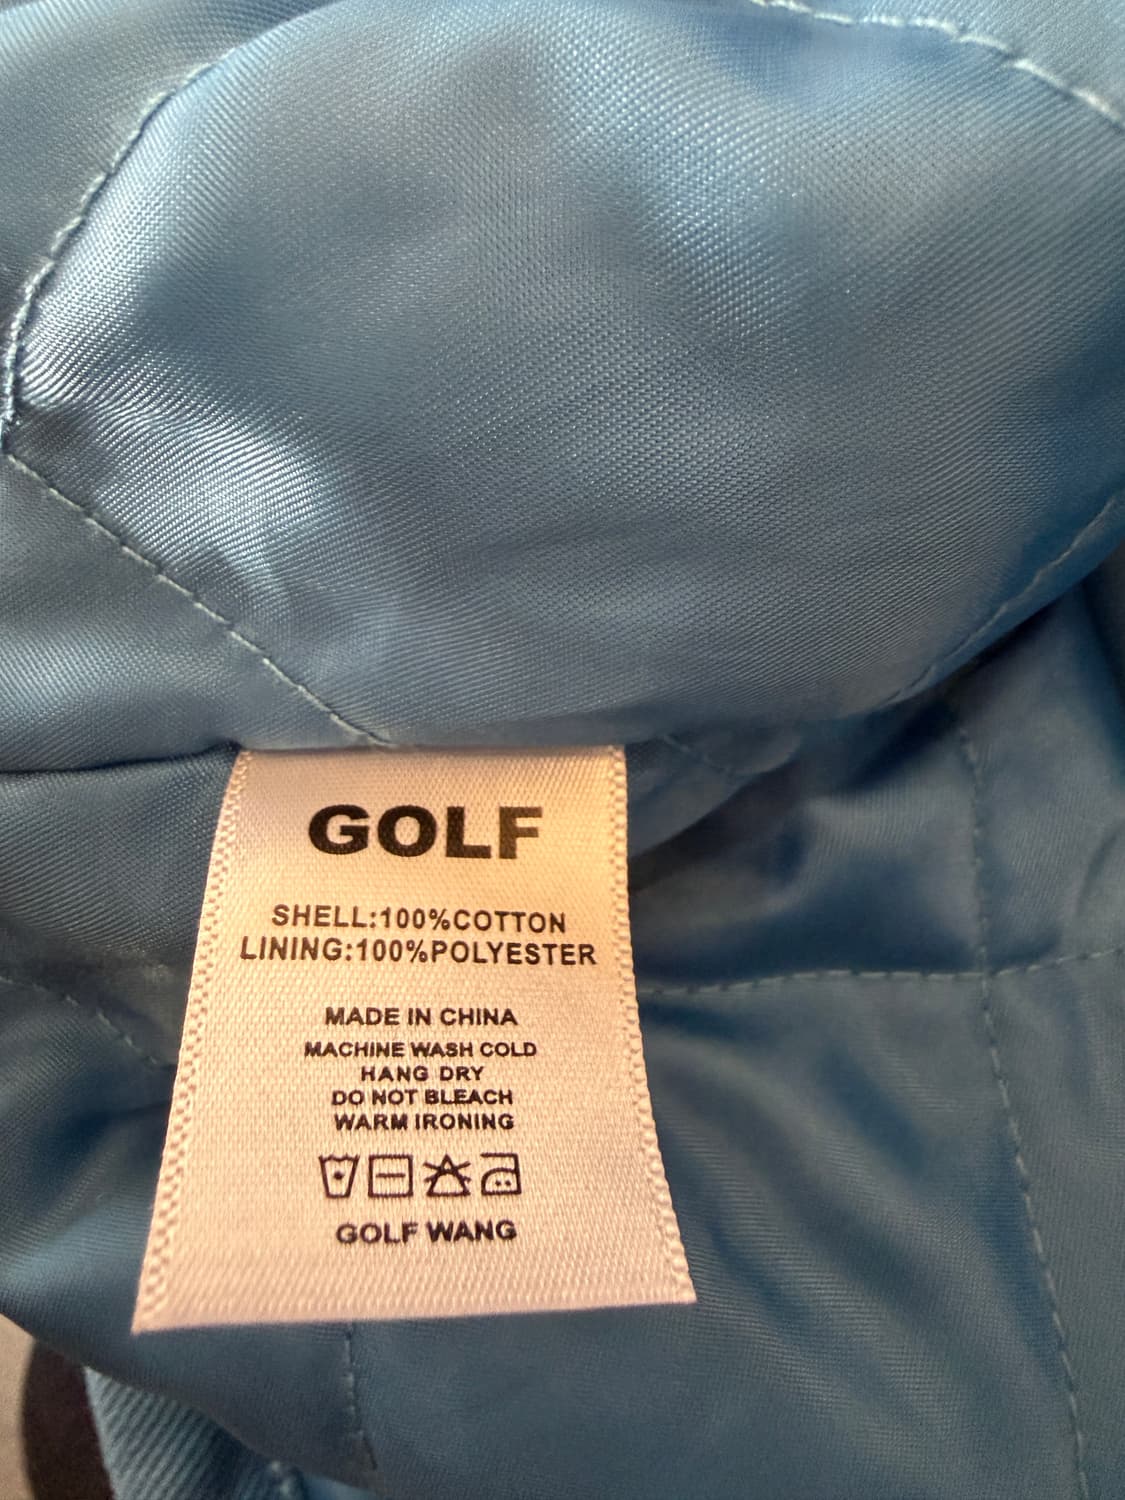 GOLF
SHELL:100%COTTON
LINING:100%POLYESTER
MADE IN CHINA
MACHINE WASH COLD
HANG DRY
DO NOT BLEACH
WARM IRONING
GOLF WANG